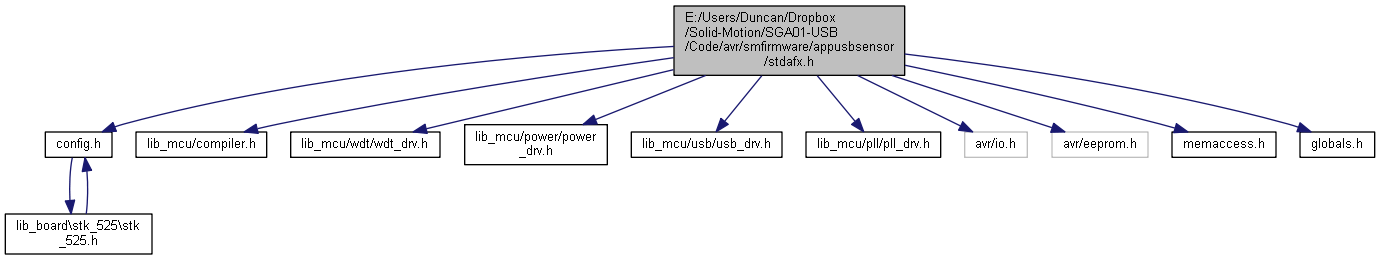 E:/Users/Duncan/Dropbox
/Solid-Motion/SGA01-USB
/Code/avr/smfirmware/appusbsensor
/stdafx.h
config.h
lib_mcu/compiler.h
lib_mcu/wdt/wdt_drv.h
lib_mcu/power/power
_drv.h
lib_mcu/usb/usb_drv.h
lib_mcu/pll/pll_drv.h
avr/io.h
avr/eeprom.h
memaccess.h
globals.h
lib_board\stk_525\stk
_525.h